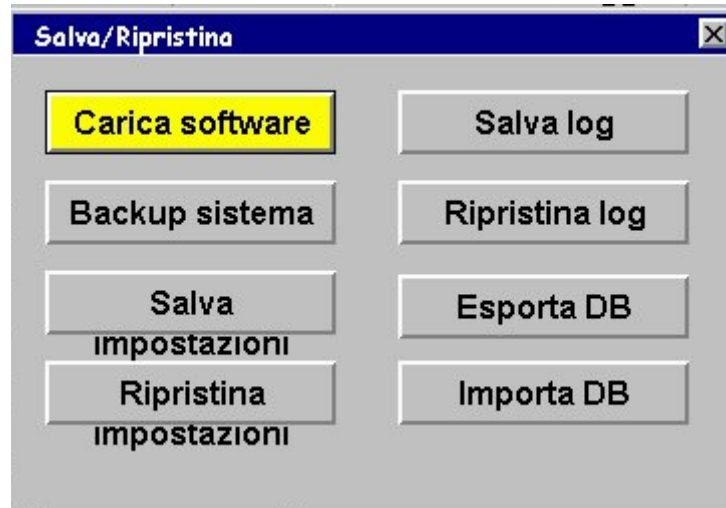 Salva/Ripristina
Carica software
Salva log
Backup sistema
Ripristina log
Salva
impostazioni
Esporta DB
Ripristina
impostazioni
Importa DB